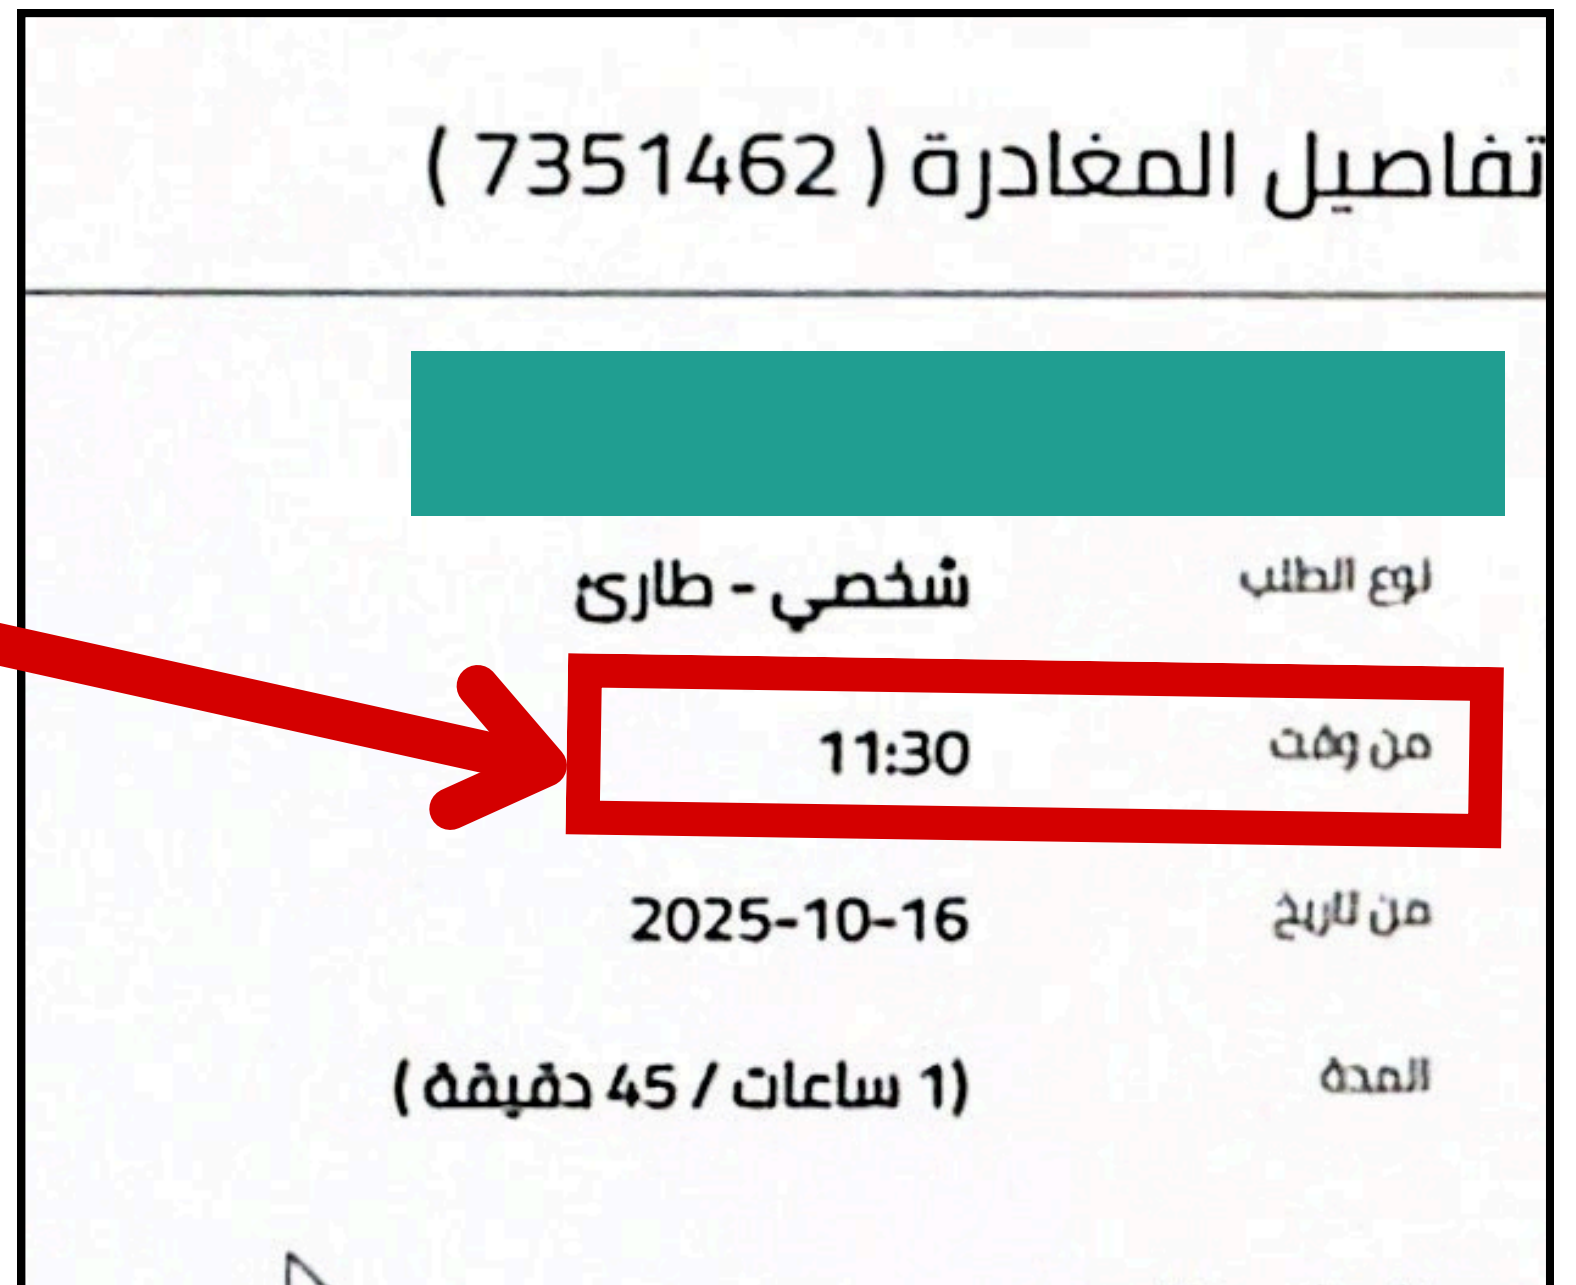 تفاصيل المغادرة ( 7351462 )
نوع الطلب شخصي - طارئ
من وقت 11:30
من تاريخ 2025-10-16
المدة (1 ساعات / 45 دقيقة )